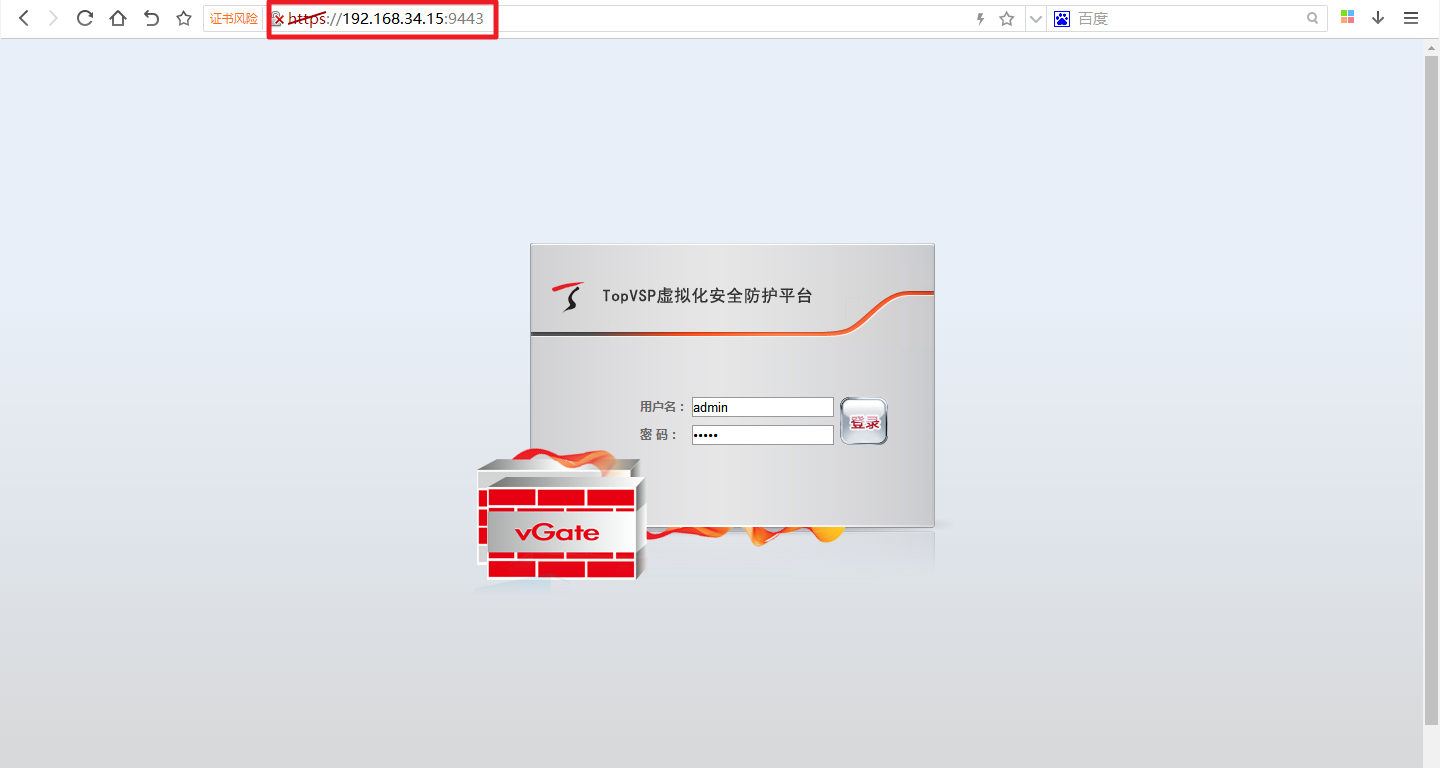 证书风险 https://192.168.34.15:9443 百度
TopVSP虚拟化安全防护平台
用户名：admin
密 码：•••••
登录
vGate